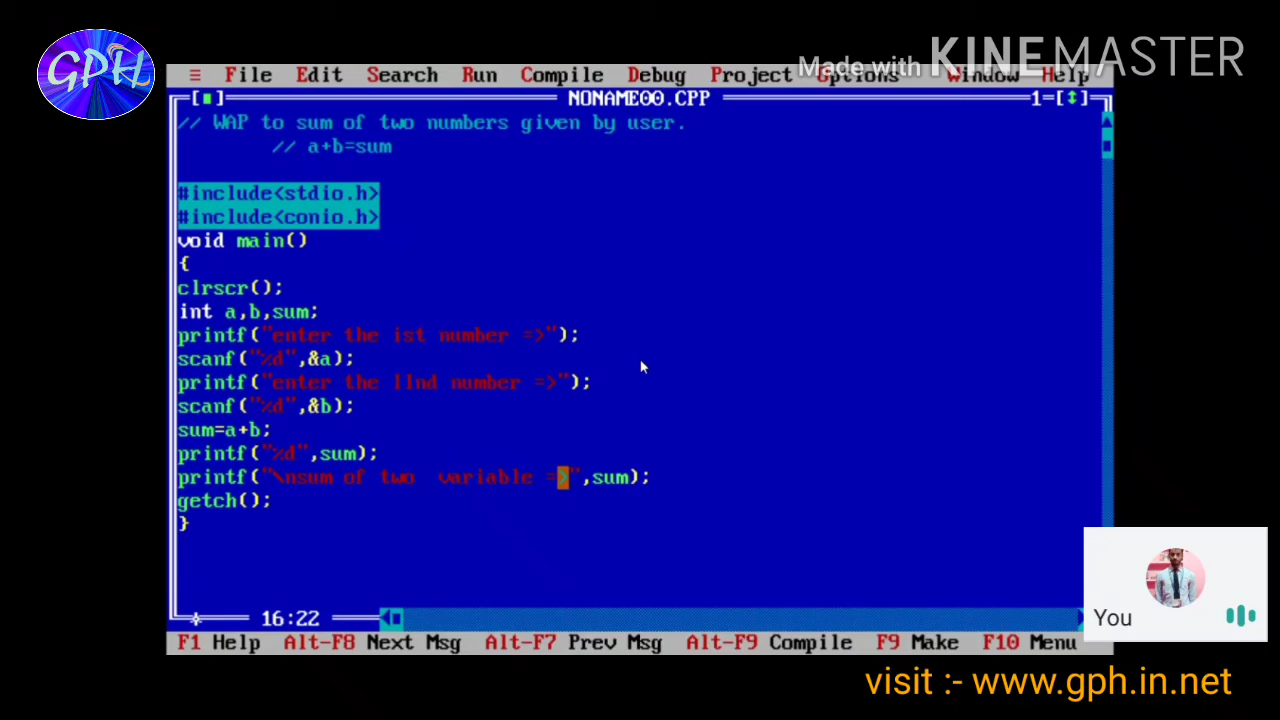 GPH
Made with KINEMASTER
≡ File Edit Search Run Compile Debug Project Options Window Help
[■] NONAME00.CPP 1=[↕]
// WAP to sum of two numbers given by user.
// a+b=sum
#include<stdio.h>
#include<conio.h>
void main()
{
clrscr();
int a,b,sum;
printf("enter the ist number =>");
scanf("%d",&a);
printf("enter the IInd number =>");
scanf("%d",&b);
sum=a+b;
printf("%d",sum);
printf("\nsum of two  variable =>",sum);
getch();
}
You
16:22
F1 Help Alt-F8 Next Msg Alt-F7 Prev Msg Alt-F9 Compile F9 Make F10 Menu
visit :- www.gph.in.net